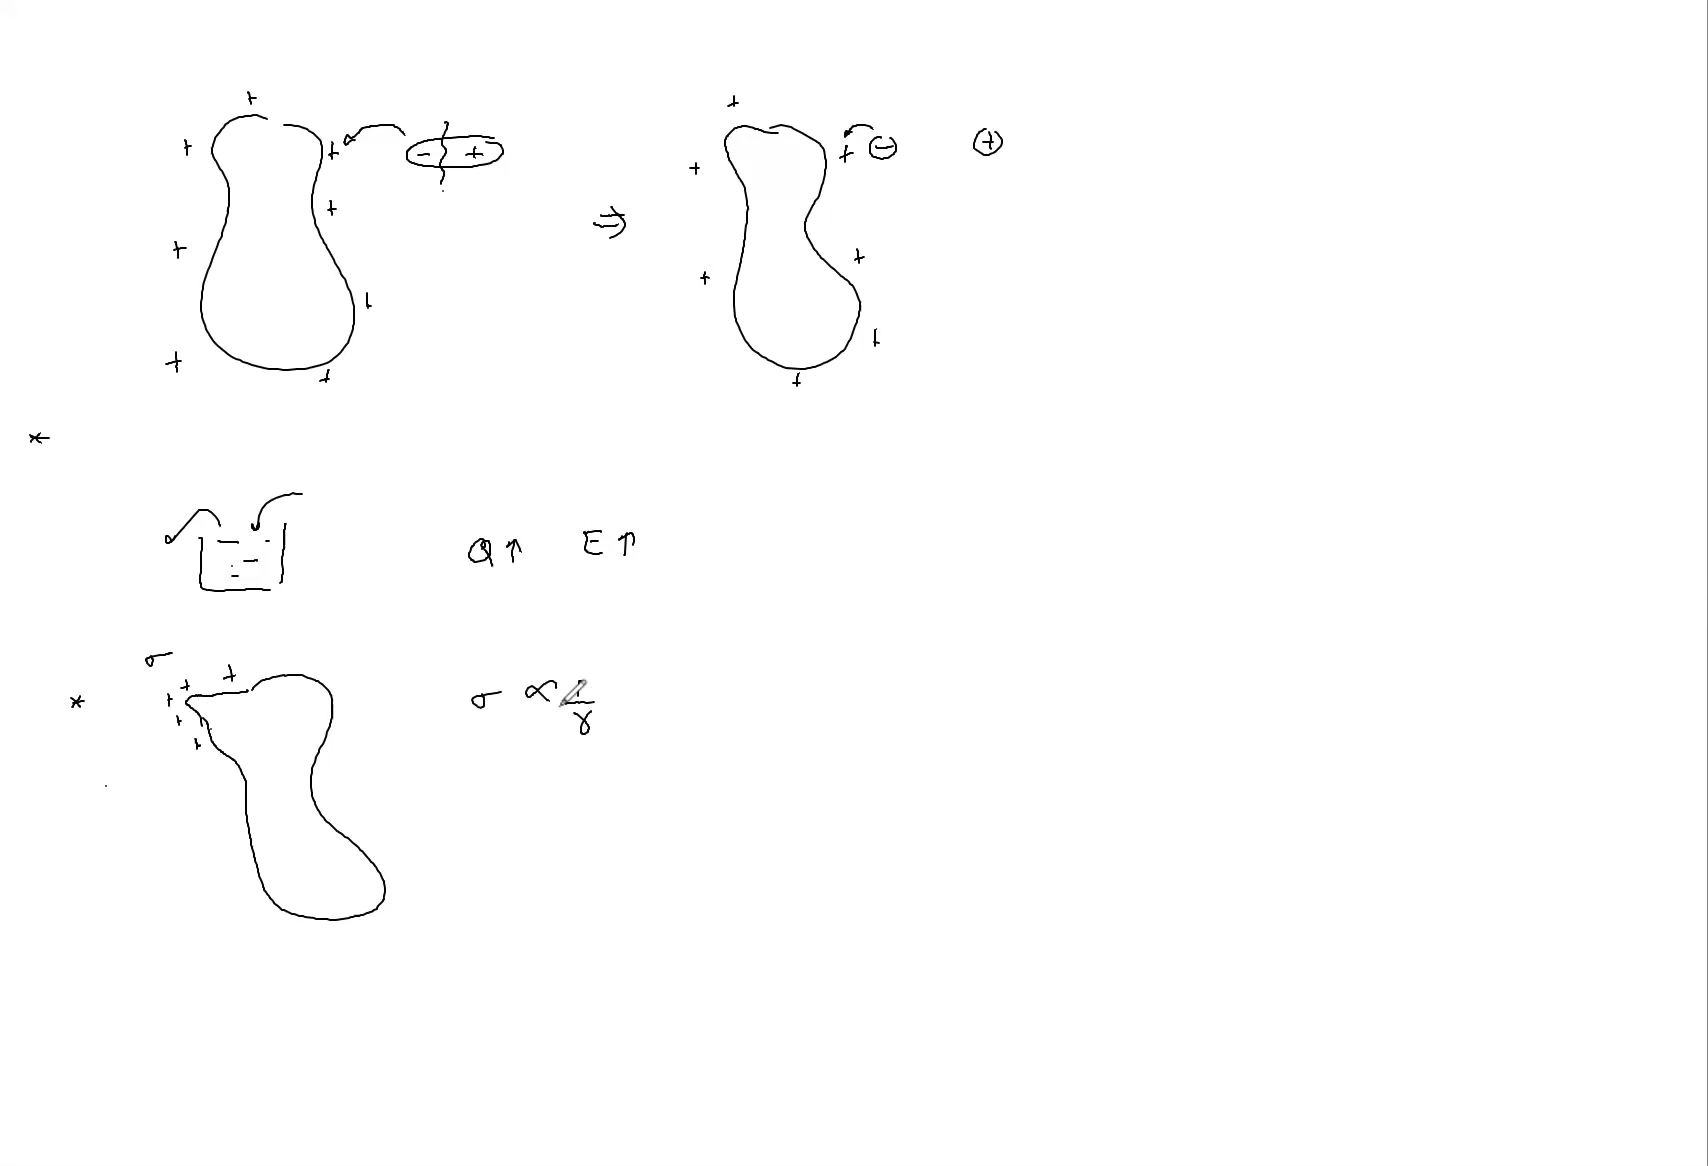 + +
+ + - + + - +
+
+ ⇒ +
+ +
+ +
+ +
+ +
*
Q↑ E↑
σ
* + + + + + σ ∝ 1/r